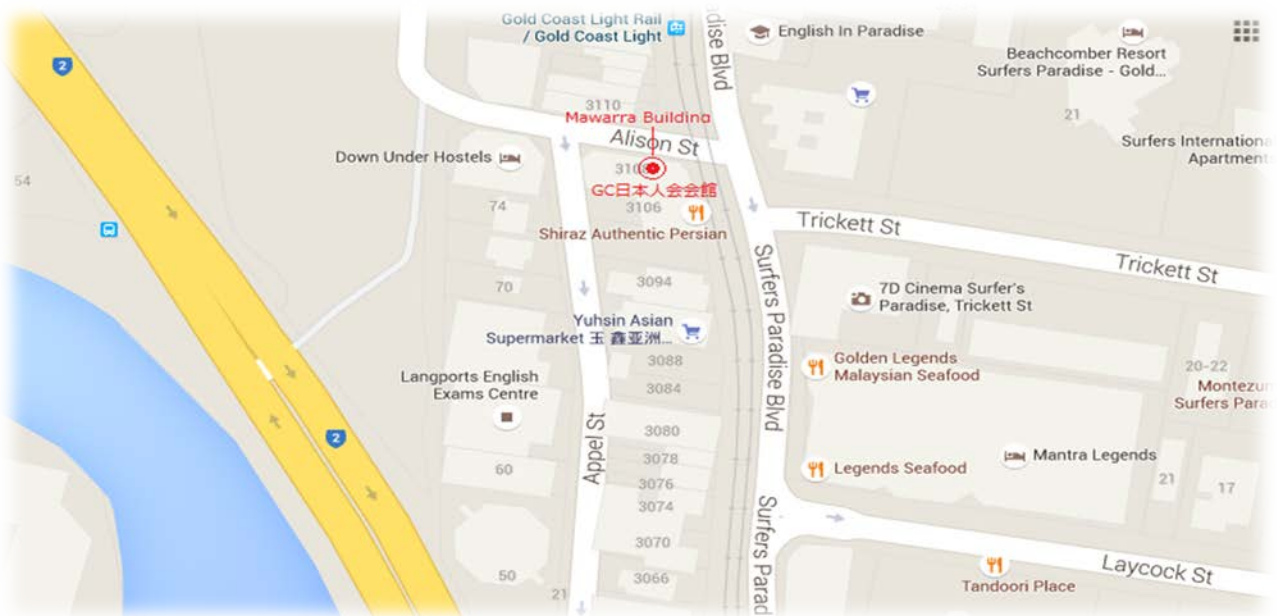 Gold Coast Light Rail
/ Gold Coast Light
adise Blvd
English In Paradise
Beachcomber Resort
Surfers Paradise - Gold...
2
3110
21
Mawarra Building
Alison St
Surfers Internationa
Apartment
Down Under Hostels
GC日本人会会館
54
74
3106
Shiraz Authentic Persian
Trickett St
Trickett St
70
3094
7D Cinema Surfer's
Paradise, Trickett St
Surfers Paradise Blvd
Yuhsin Asian
Supermarket 玉 鑫亚洲...
3088
Golden Legends
Malaysian Seafood
20-22
Langports English
Exams Centre
3084
Montezum
Surfers Para
2
Appel St
3080
Mantra Legends
60
3078
Legends Seafood
3076
21
17
3074
Surfers Parad
3070
Laycock St
50
3066
Tandoori Place
21